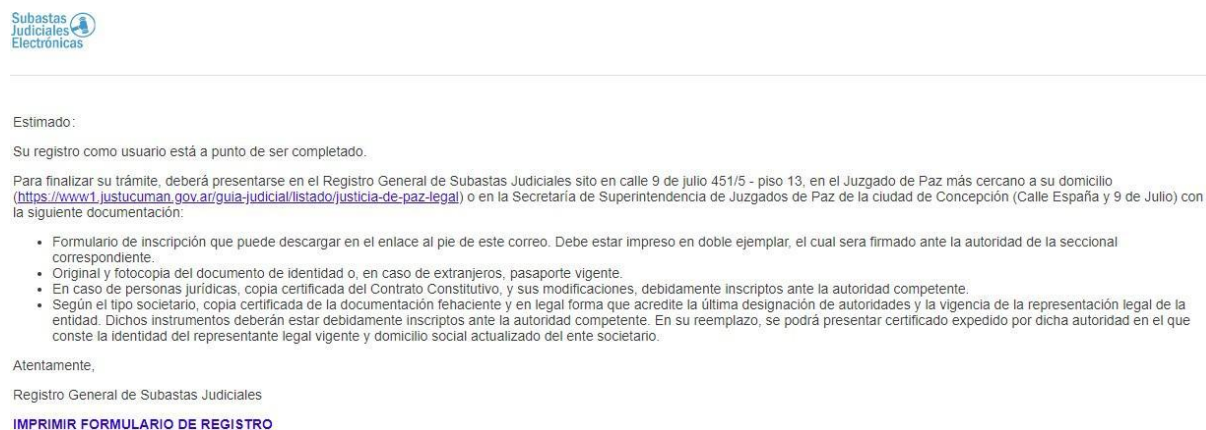 Subastas
Judiciales
Electrónicas
Estimado:
Su registro como usuario está a punto de ser completado.
Para finalizar su trámite, deberá presentarse en el Registro General de Subastas Judiciales sito en calle 9 de julio 451/5 - piso 13, en el Juzgado de Paz más cercano a su domicilio
(https://www1.justucuman.gov.ar/guia-judicial/listado/justicia-de-paz-legal) o en la Secretaría de Superintendencia de Juzgados de Paz de la ciudad de Concepción (Calle España y 9 de Julio) con
la siguiente documentación:
• Formulario de inscripción que puede descargar en el enlace al pie de este correo. Debe estar impreso en doble ejemplar, el cual sera firmado ante la autoridad de la seccional
correspondiente.
• Original y fotocopia del documento de identidad o, en caso de extranjeros, pasaporte vigente.
• En caso de personas jurídicas, copia certificada del Contrato Constitutivo, y sus modificaciones, debidamente inscriptos ante la autoridad competente.
• Según el tipo societario, copia certificada de la documentación fehaciente y en legal forma que acredite la última designación de autoridades y la vigencia de la representación legal de la
entidad. Dichos instrumentos deberán estar debidamente inscriptos ante la autoridad competente. En su reemplazo, se podrá presentar certificado expedido por dicha autoridad en el que
conste la identidad del representante legal vigente y domicilio social actualizado del ente societario.
Atentamente,
Registro General de Subastas Judiciales
IMPRIMIR FORMULARIO DE REGISTRO